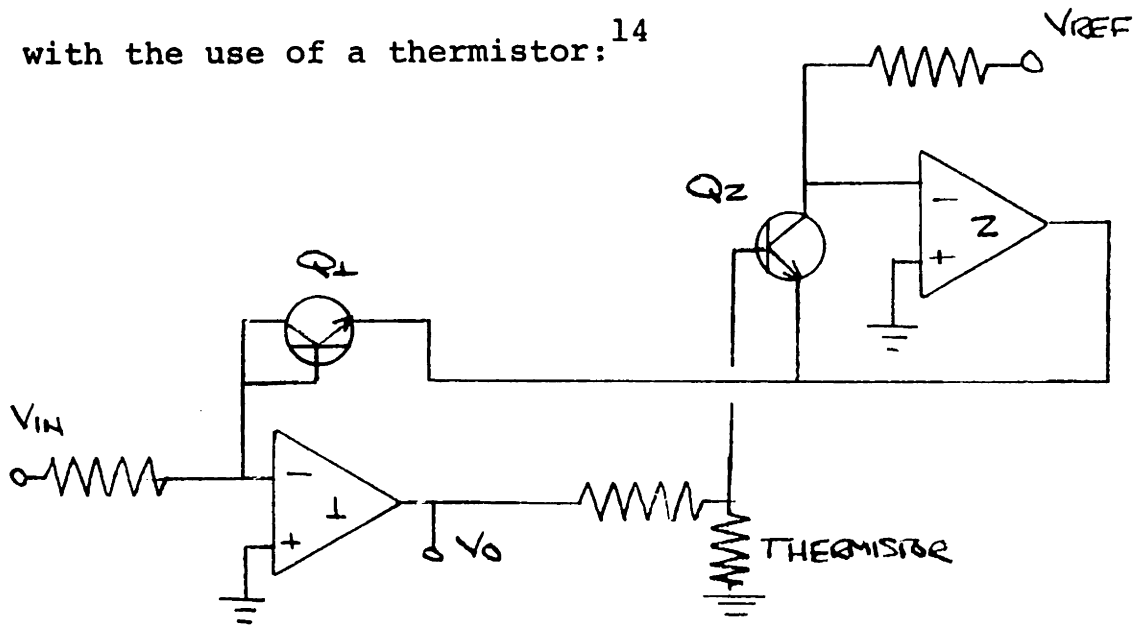 with the use of a thermistor:14
VREF
Q2
-
2
+
Q1
VIN
-
1
+
VO
THERMISTOR